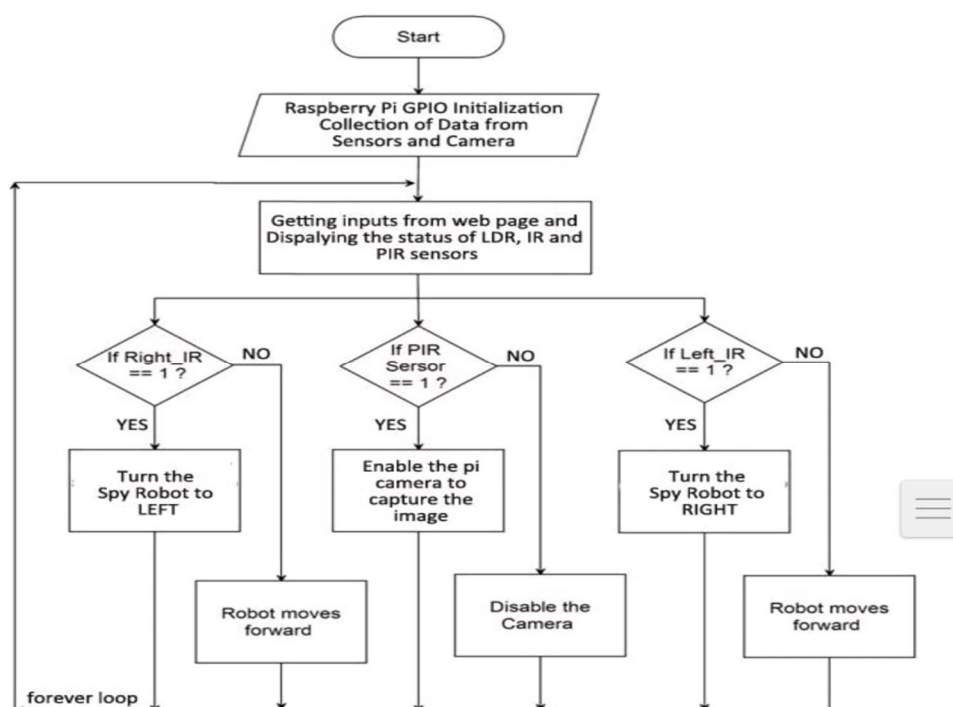 Start
Raspberry Pi GPIO Initialization
Collection of Data from
Sensors and Camera
Getting inputs from web page and
Dispalying the status of LDR, IR and
PIR sensors
If Right_IR
== 1 ?
NO
YES
If PIR
Sersor
== 1 ?
NO
YES
If Left_IR
== 1 ?
NO
YES
Turn the
Spy Robot to
LEFT
Enable the pi
camera to
capture the
image
Turn the
Spy Robot to
RIGHT
Robot moves
forward
Disable the
Camera
Robot moves
forward
forever loop